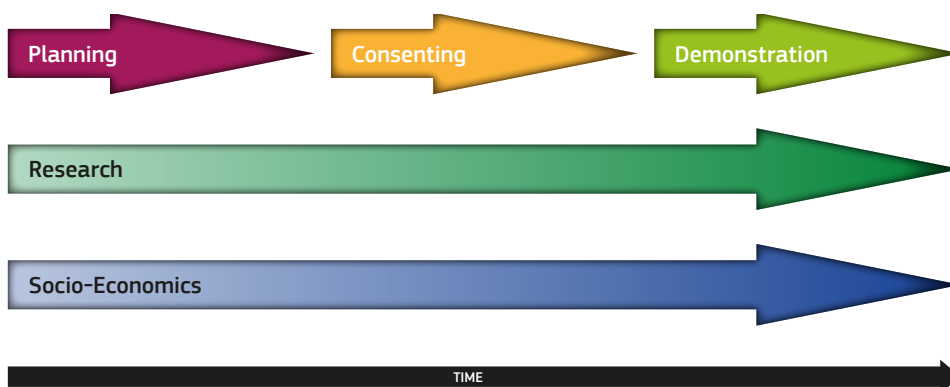 Planning
Consenting
Demonstration
Research
Socio-Economics
TIME